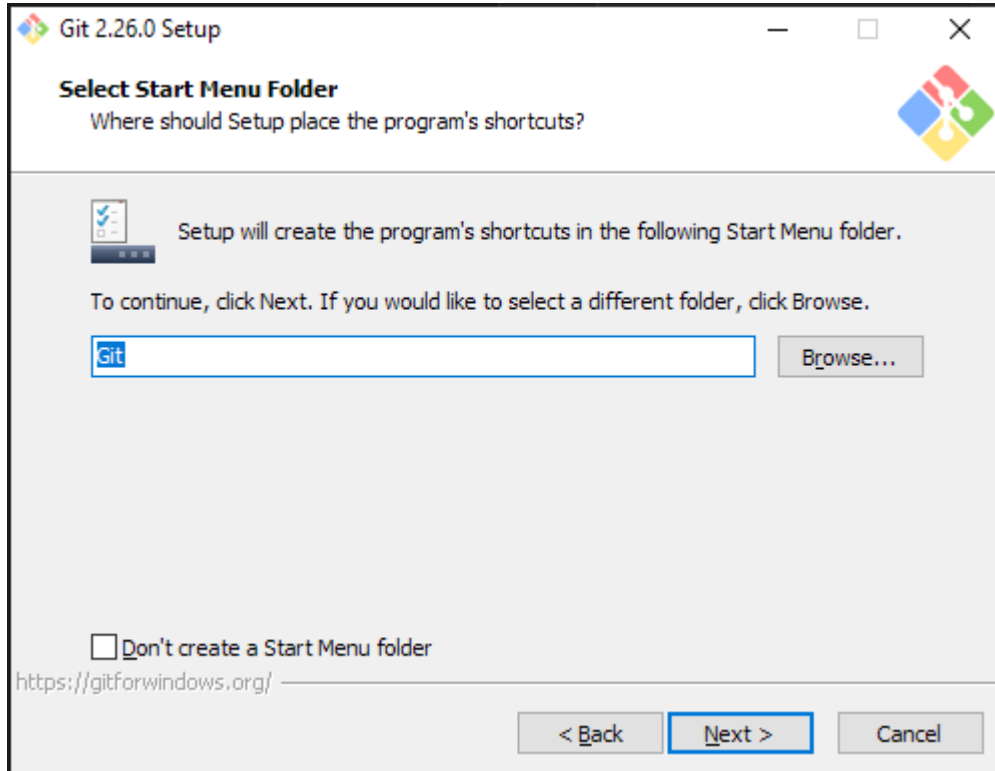 Git 2.26.0 Setup
Select Start Menu Folder
Where should Setup place the program's shortcuts?
Setup will create the program's shortcuts in the following Start Menu folder.
To continue, click Next. If you would like to select a different folder, click Browse.
Git
Browse...
Don't create a Start Menu folder
https://gitforwindows.org/
< Back
Next >
Cancel